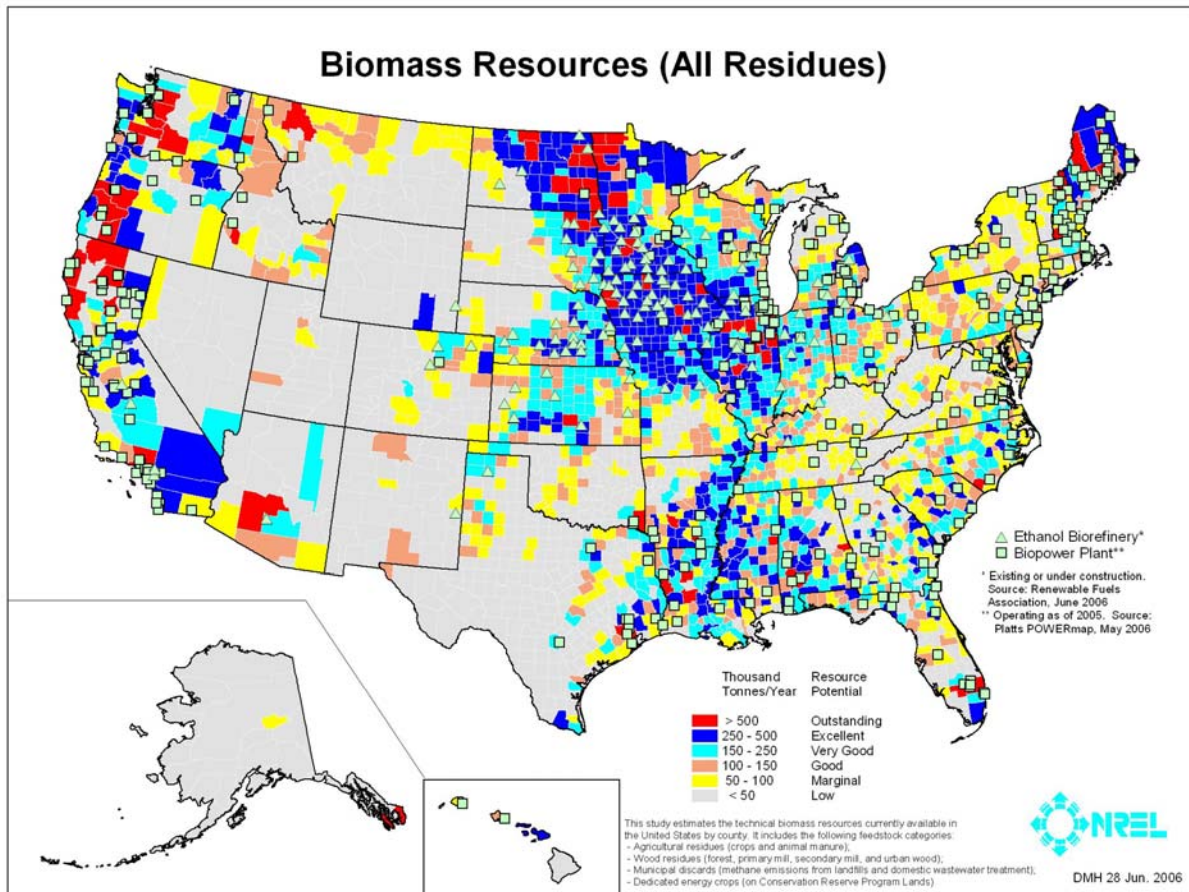 Biomass Resources (All Residues)
Ethanol Biorefinery*
Biopower Plant**
* Existing or under construction.
Source: Renewable Fuels
Association, June 2006
** Operating as of 2005. Source:
Platts POWERmap, May 2006
Thousand Resource
Tonnes/Year Potential
> 500 Outstanding
250 - 500 Excellent
150 - 250 Very Good
100 - 150 Good
50 - 100 Marginal
< 50 Low
This study estimates the technical biomass resources currently available in
the United States by county. It includes the following feedstock categories:
- Agricultural residues (crops and animal manure);
- Wood residues (forest, primary mill, secondary mill, and urban wood);
- Municipal discards (methane emissions from landfills and domestic wastewater treatment);
- Dedicated energy crops (on Conservation Reserve Program Lands)
NREL
DMH 28 Jun. 2006